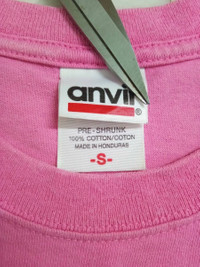 anvil
®
PRE-SHRUNK
100% COTTON/COTON
MADE IN HONDURAS
-S-